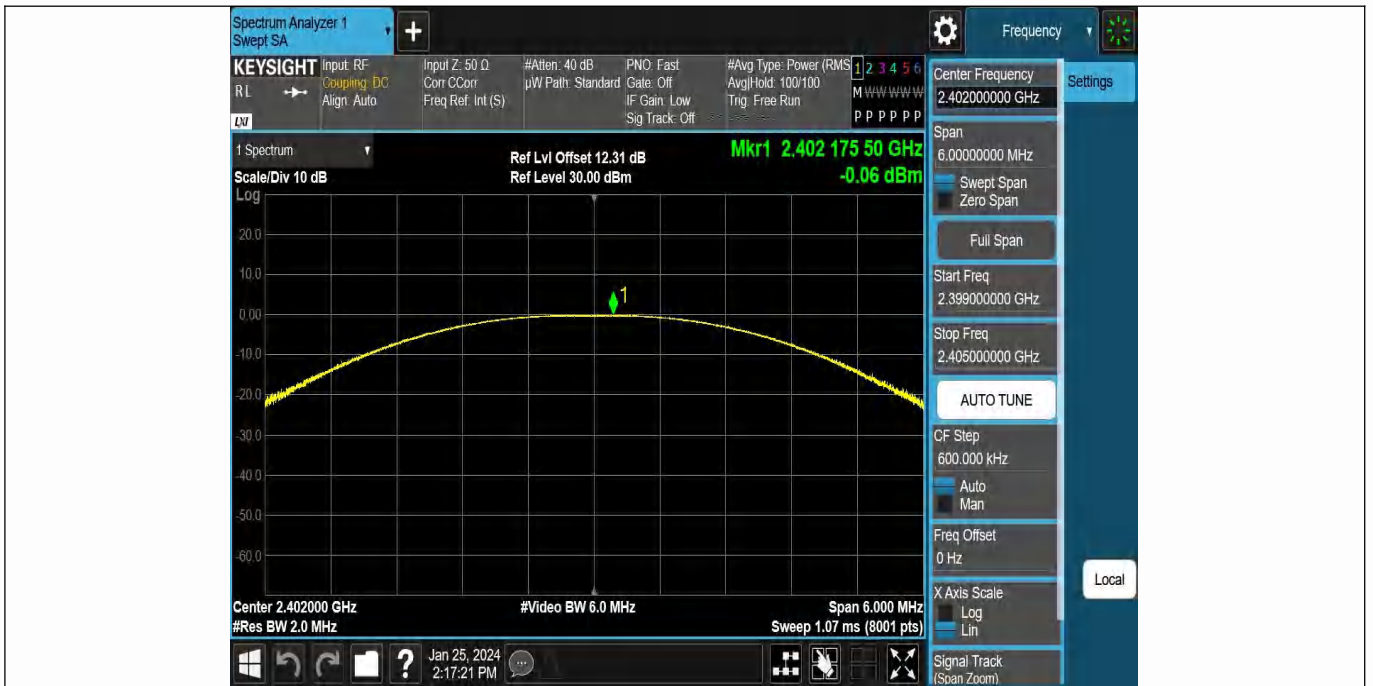 Spectrum Analyzer 1
Swept SA
+
Frequency
KEYSIGHT
RL
LXI
Input: RF
Coupling: DC
Align: Auto
Input Z: 50 Ω
Corr CCorr
Freq Ref: Int (S)
#Atten: 40 dB
µW Path: Standard
PNO: Fast
Gate: Off
IF Gain: Low
Sig Track: Off
#Avg Type: Power (RMS
Avg|Hold: 100/100
Trig: Free Run
1 2 3 4 5 6
M W W W W W
P P P P P P
1 Spectrum
Scale/Div 10 dB
Log
Ref Lvl Offset 12.31 dB
Ref Level 30.00 dBm
Mkr1 2.402 175 50 GHz
-0.06 dBm
20.0
10.0
1
0.00
-10.0
-20.0
-30.0
-40.0
-50.0
-60.0
Center 2.402000 GHz
#Video BW 6.0 MHz
Span 6.000 MHz
#Res BW 2.0 MHz
Sweep 1.07 ms (8001 pts)
Jan 25, 2024
2:17:21 PM
Center Frequency
2.402000000 GHz
Settings
Span
6.00000000 MHz
Swept Span
Zero Span
Full Span
Start Freq
2.399000000 GHz
Stop Freq
2.405000000 GHz
AUTO TUNE
CF Step
600.000 kHz
Auto
Man
Freq Offset
0 Hz
Local
X Axis Scale
Log
Lin
Signal Track
(Span Zoom)